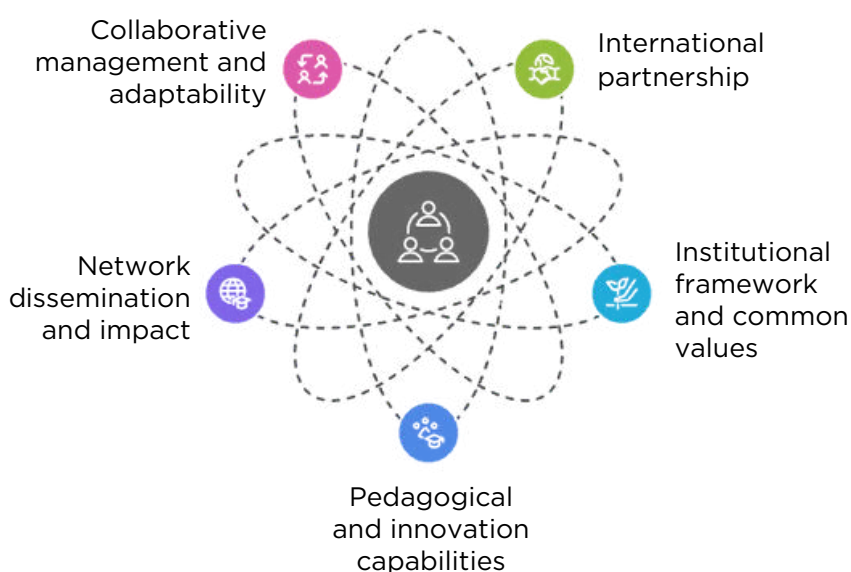 Collaborative
management and
adaptability
International
partnership
Network
dissemination
and impact
Institutional
framework
and common
values
Pedagogical
and innovation
capabilities